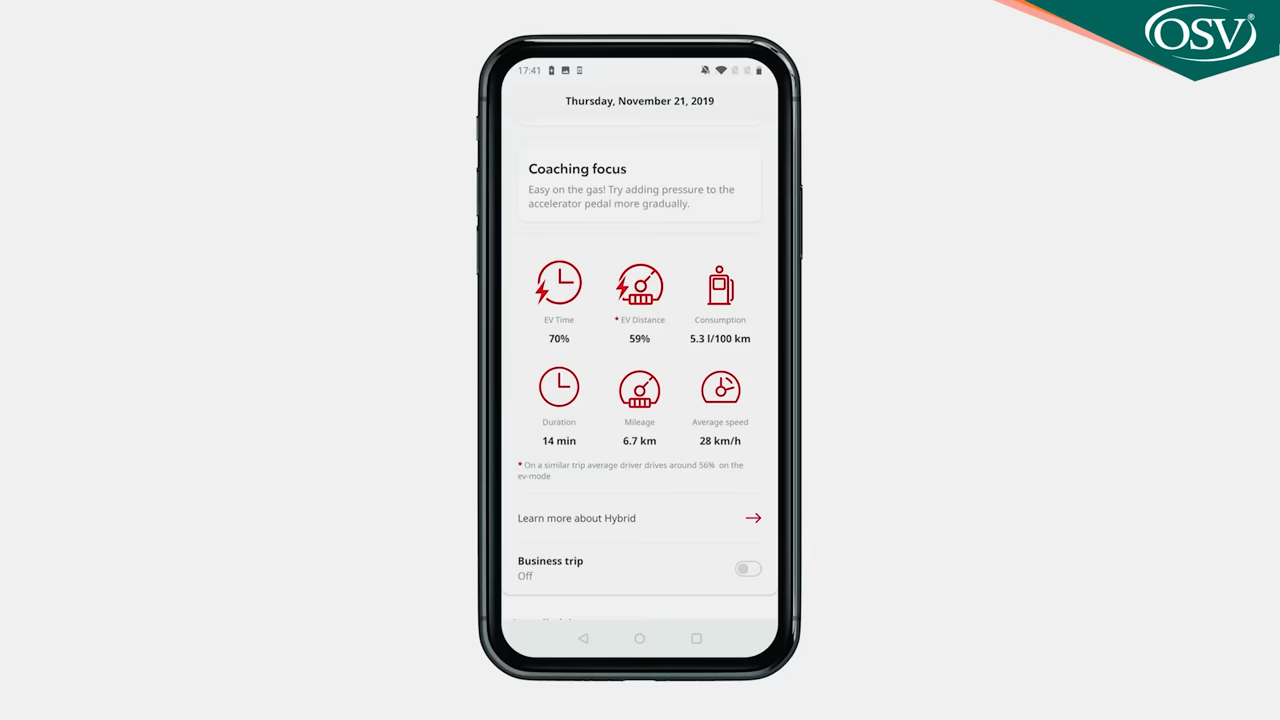 OSV®
17:41
Thursday, November 21, 2019
Coaching focus
Easy on the gas! Try adding pressure to the
accelerator pedal more gradually.
EV Time
* EV Distance
Consumption
70%
59%
5.3 l/100 km
Duration
Mileage
Average speed
14 min
6.7 km
28 km/h
* On a similar trip average driver drives around 56% on the
ev-mode
Learn more about Hybrid
Business trip
Off